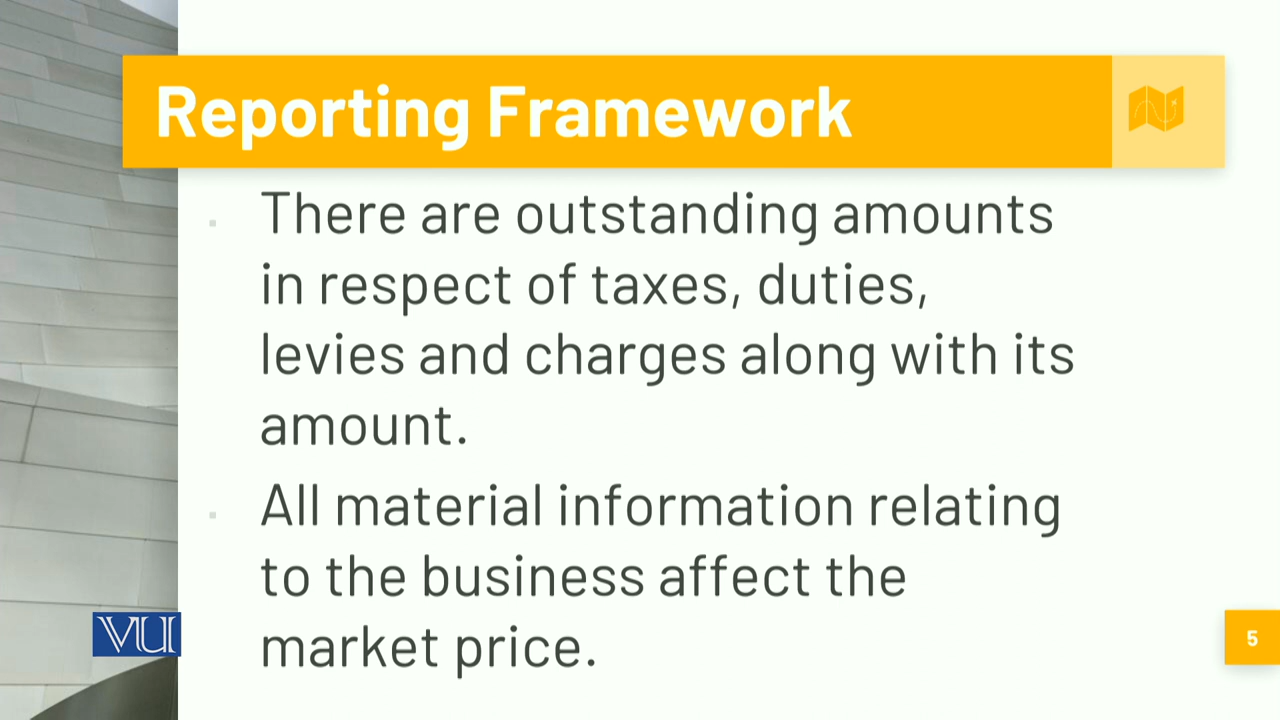 Reporting Framework
There are outstanding amounts
in respect of taxes, duties,
levies and charges along with its
amount.
All material information relating
to the business affect the
market price.
VU
5